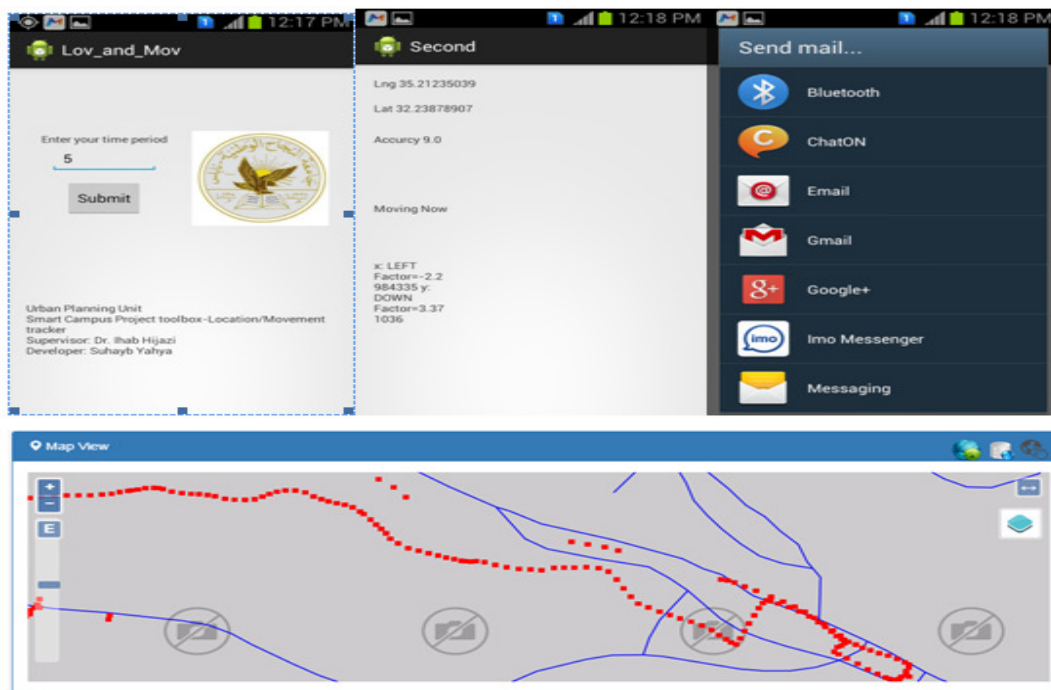 12:17 PM
Lov_and_Mov
Enter your time period
5
Submit
Urban Planning Unit
Smart Campus Project toolbox-Location/Movement
tracker
Supervisor: Dr. Ihab Hijazi
Developer: Suhayb Yahya
1 12:18 PM
Second
Lng 35.21235039
Lat 32.23878907
Accurcy 9.0
Moving Now
x: LEFT
Factor=-2.2
984335 y:
DOWN
Factor=3.37
1036
1 12:18 PM
Send mail...
Bluetooth
ChatON
Email
Gmail
Google+
imo Imo Messenger
Messaging
Map View
E